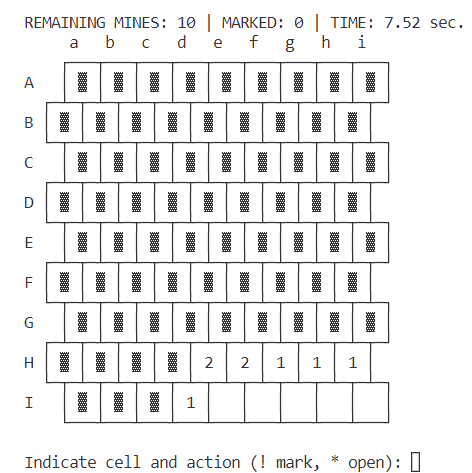 REMAINING MINES: 10 | MARKED: 0 | TIME: 7.52 sec.
a b c d e f g h i
A
B
C
D
E
F
G
H 2 2 1 1 1
I 1
Indicate cell and action (! mark, * open):